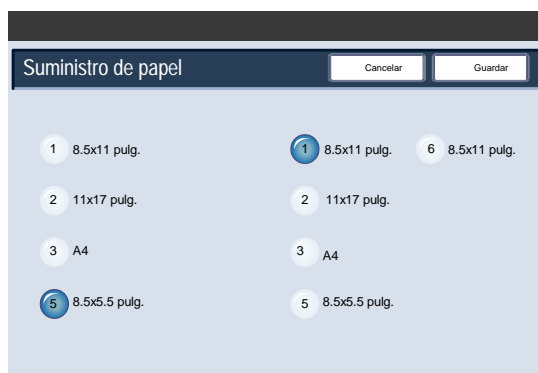 Suministro de papel
Cancelar
Guardar
1 8.5x11 pulg.
2 11x17 pulg.
3 A4
5 8.5x5.5 pulg.
1 8.5x11 pulg.
2 11x17 pulg.
3 A4
5 8.5x5.5 pulg.
6 8.5x11 pulg.